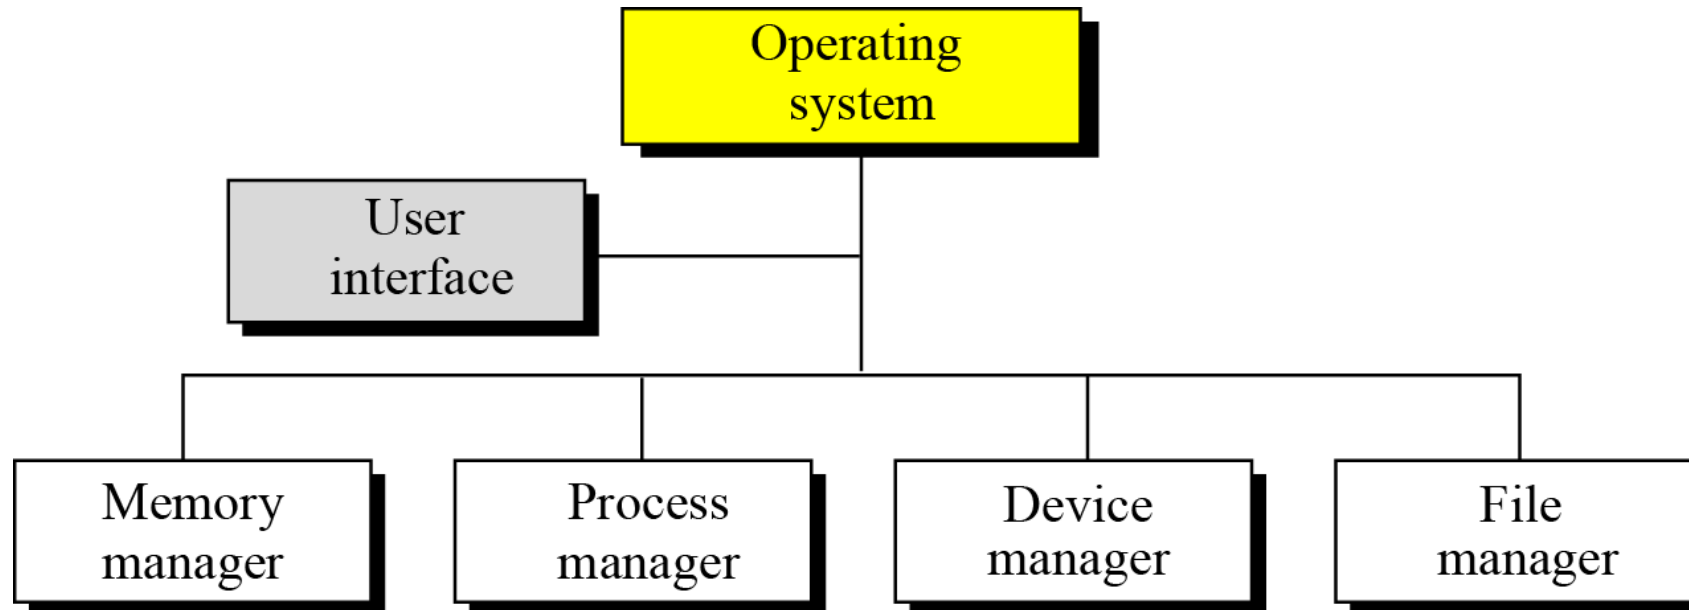 Operating
system
User
interface
Memory
manager
Process
manager
Device
manager
File
manager